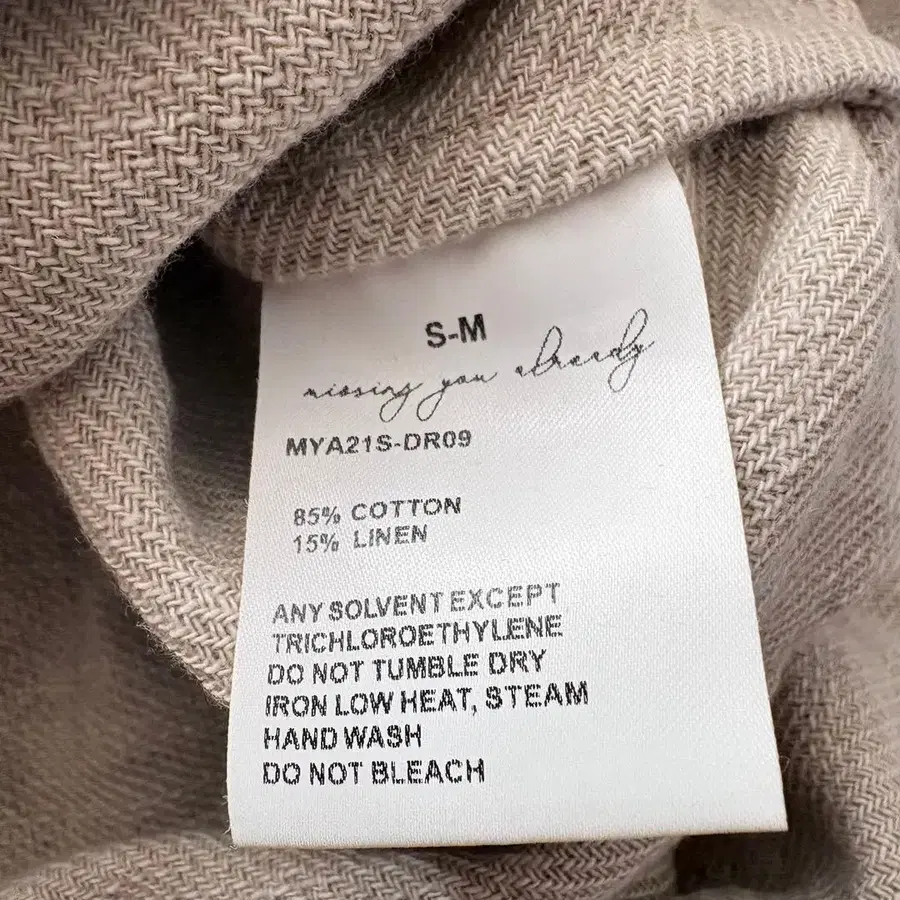 S-M
missing you already
MYA21S-DR09
85% COTTON
15% LINEN
ANY SOLVENT EXCEPT
TRICHLOROETHYLENE
DO NOT TUMBLE DRY
IRON LOW HEAT, STEAM
HAND WASH
DO NOT BLEACH